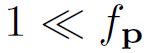 1 ≪ f_𝐩